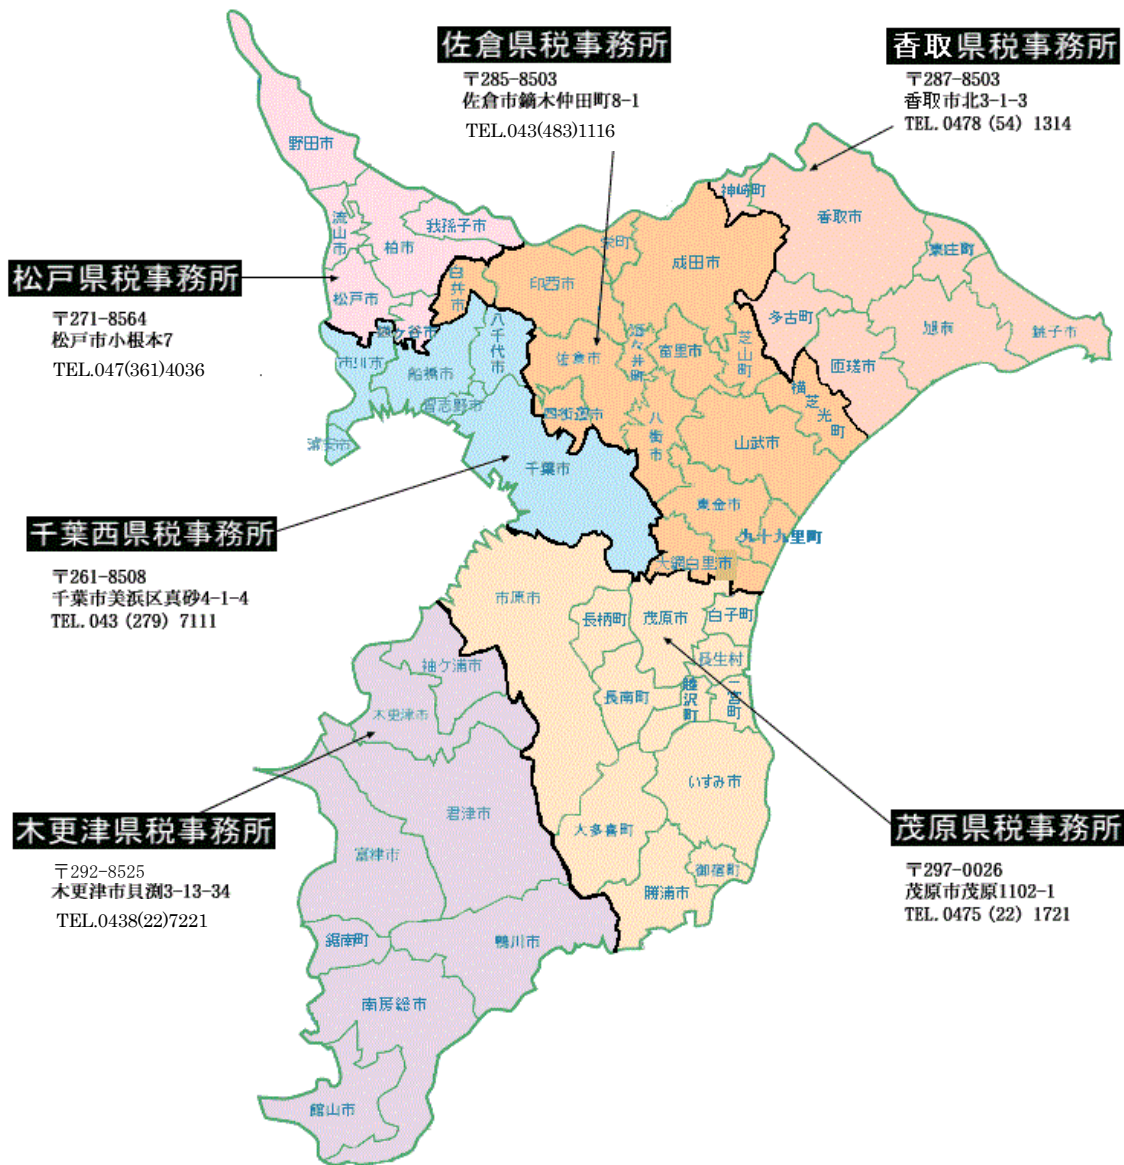 佐倉県税事務所
〒285-8503
佐倉市鏑木仲田町8-1
TEL.043(483)1116
香取県税事務所
〒287-8503
香取市北3-1-3
TEL.0478 (54) 1314
野田市
流山市
柏市
我孫子市
松戸市
鎌ケ谷市
松戸県税事務所
〒271-8564
松戸市小根本7
TEL.047(361)4036
白井市
印西市
栄町
成田市
神崎町
香取市
東庄町
多古町
旭市
銚子市
匝瑳市
市川市
船橋市
八千代市
習志野市
浦安市
千葉市
佐倉市
酒々井町
富里市
芝山町
横芝光町
四街道市
八街市
山武市
東金市
九十九里町
大網白里市
千葉西県税事務所
〒261-8508
千葉市美浜区真砂4-1-4
TEL.043 (279) 7111
市原市
長柄町
茂原市
白子町
長生村
長南町
睦沢町
一宮町
いすみ市
大多喜町
御宿町
勝浦市
袖ケ浦市
木更津市
君津市
富津市
鋸南町
鴨川市
南房総市
館山市
木更津県税事務所
〒292-8525
木更津市貝渕3-13-34
TEL.0438(22)7221
茂原県税事務所
〒297-0026
茂原市茂原1102-1
TEL.0475 (22) 1721